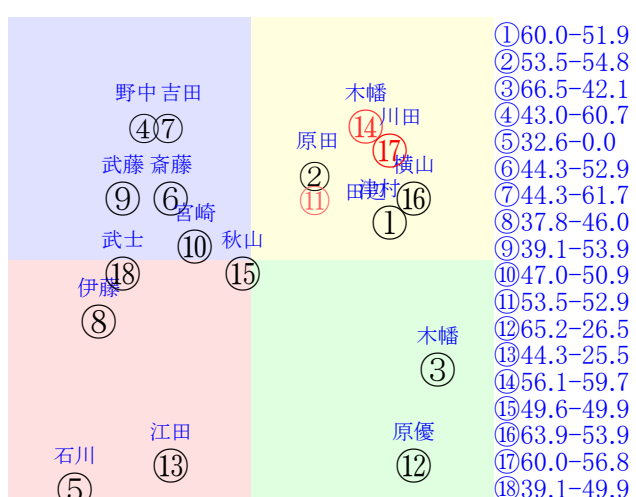 野中 吉田
④⑦
武藤 斎藤
⑨ ⑥
宮崎
⑩
武士
⑱
秋山
⑮
伊藤
⑧
木幡
⑭
川田
⑰
原田
②
⑪
横山
⑯
津村
①
木幡
③
江田
⑬
原優
⑫
石川
⑤
①60.0-51.9
②53.5-54.8
③66.5-42.1
④43.0-60.7
⑤32.6-0.0
⑥44.3-52.9
⑦44.3-61.7
⑧37.8-46.0
⑨39.1-53.9
⑩47.0-50.9
⑪53.5-52.9
⑫65.2-26.5
⑬44.3-25.5
⑭56.1-59.7
⑮49.6-49.9
⑯63.9-53.9
⑰60.0-56.8
⑱39.1-49.9